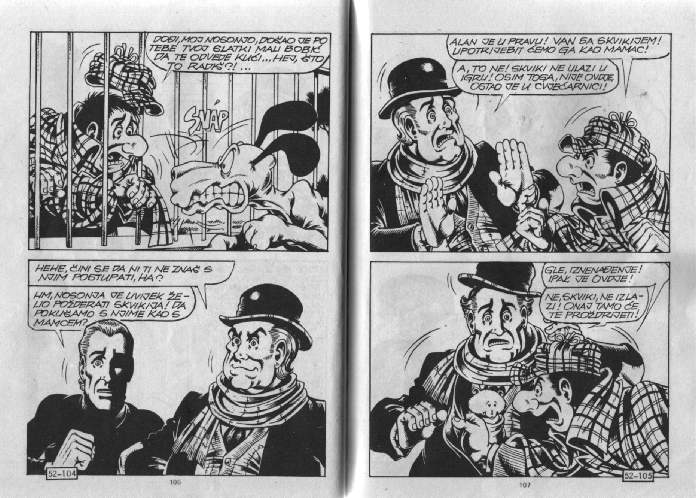 DOĐI, MOJ NOSONJO, DOŠAO JE PO
TEBE TVOJ SLATKI MALI BOBIĆ
DA TE ODVEDE KUĆI... HEJ, ŠTO
TO RADIŠ?!...
SNAP
HEHE, ČINI SE DA NI TI NE ZNAŠ S
NJIM POSTUPATI, HA?
HM, NOSONJA JE UVIJEK ŽE-
LIO POŽDERATI SKVIKIJA! DA
POKUŠAMO S NJIME KAO S
MAMCEM?
52-104
106
ALAN JE U PRAVU! VAN SA SKVIKIJEM!
UPOTRIJEBIT ĆEMO GA KAO MAMAC!
A, TO NE! SKVIKI NE ULAZI U
IGRU! OSIM TOGA, NIJE OVDJE,
OSTAO JE U CVJEĆARNICI!
GLE, IZNENAĐENJE!
IPAK JE OVDJE!
NE, SKVIKI, NE IZLA-
ZI! ONAJ TAMO ĆE
TE PROŽDRIJETI!
107
52-105